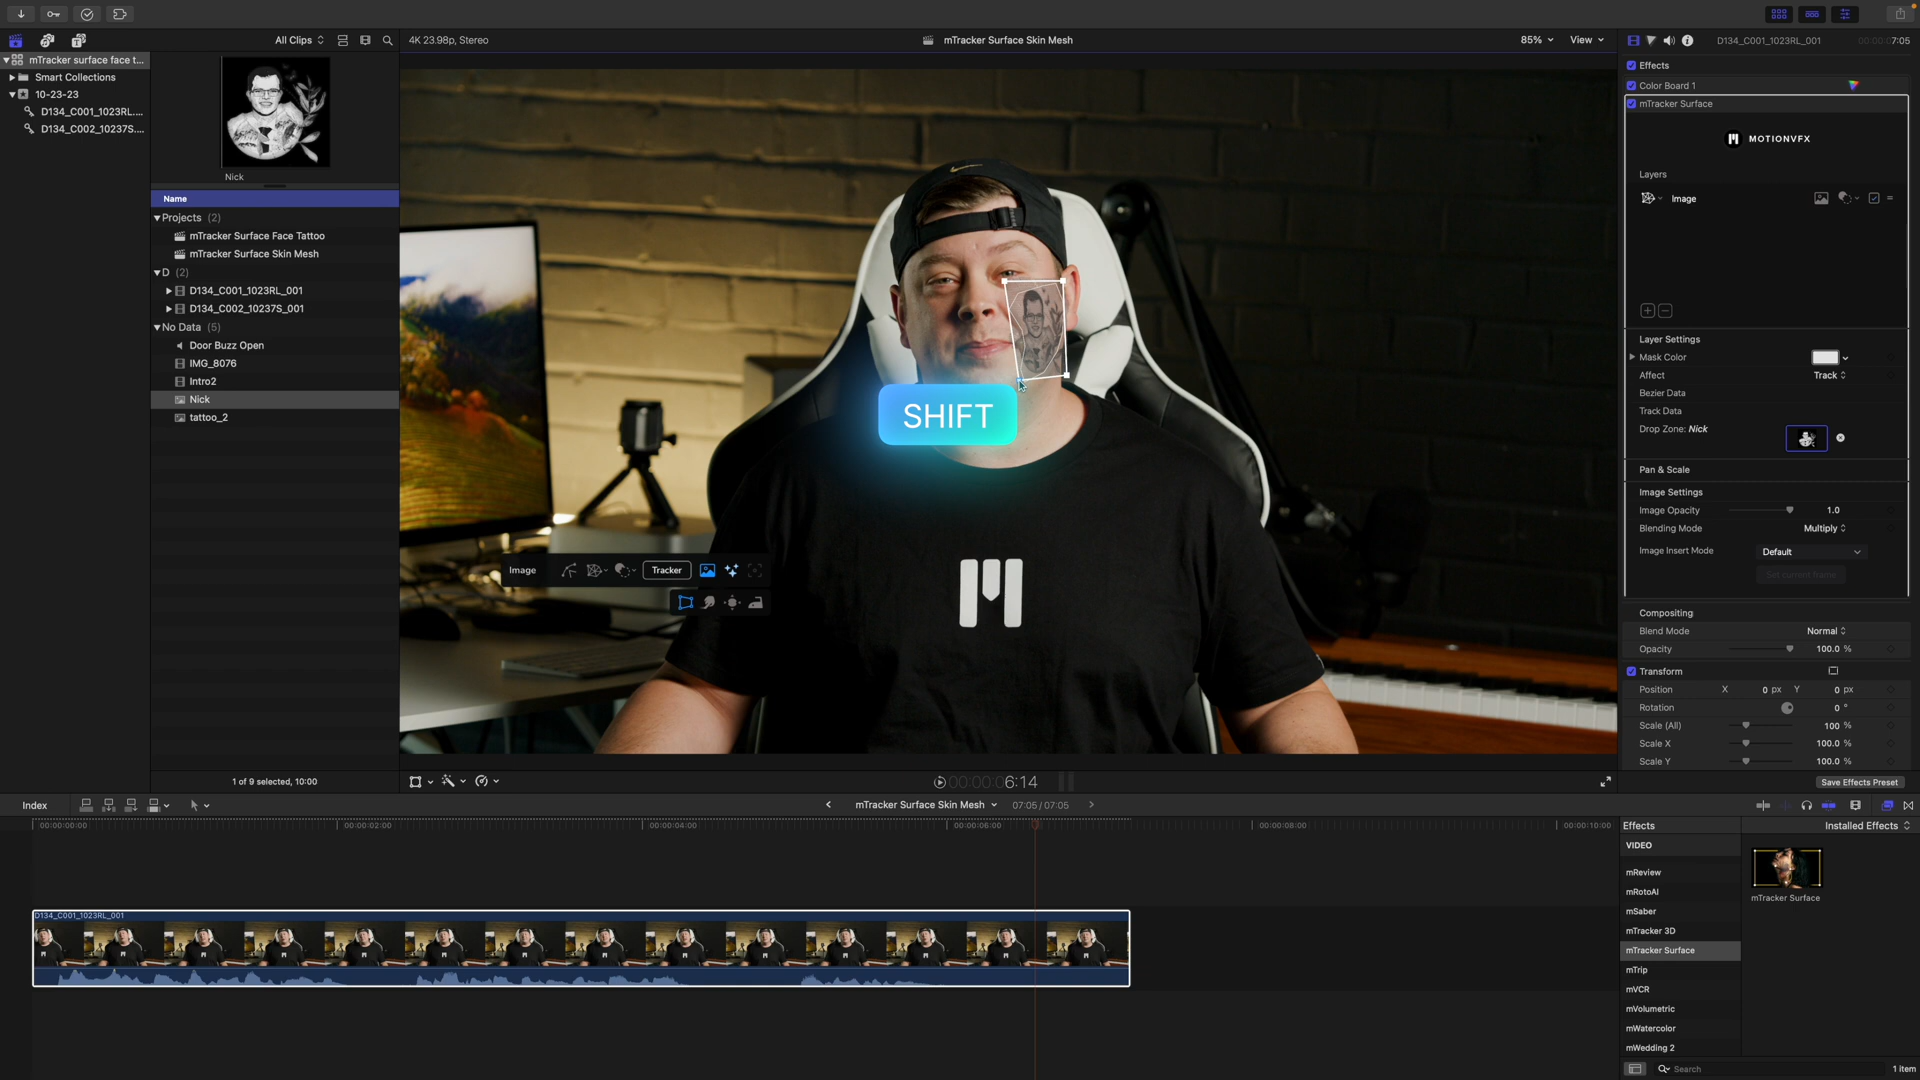 All Clips
4K 23.98p, Stereo
mTracker Surface Skin Mesh
85%
View
D134_C001_1023RL_001
7:05
mTracker surface face t...
Smart Collections
10-23-23
D134_C001_1023RL....
D134_C002_10237S....
Nick
Name
Projects (2)
mTracker Surface Face Tattoo
mTracker Surface Skin Mesh
D (2)
D134_C001_1023RL_001
D134_C002_10237S_001
No Data (5)
Door Buzz Open
IMG_8076
Intro2
Nick
tattoo_2
1 of 9 selected, 10:00
SHIFT
Image
Tracker
00:00:00:06:14
Effects
Color Board 1
mTracker Surface
MOTIONVFX
Layers
Image
Layer Settings
Mask Color
Affect
Track
Bezier Data
Track Data
Drop Zone: Nick
Pan & Scale
Image Settings
Image Opacity
1.0
Blending Mode
Multiply
Image Insert Mode
Default
Set current frame
Compositing
Blend Mode
Normal
Opacity
100.0 %
Transform
Position
X 0 px Y 0 px
Rotation
0 °
Scale (All)
100 %
Scale X
100.0 %
Scale Y
100.0 %
Save Effects Preset
Index
mTracker Surface Skin Mesh
07:05 / 07:05
00:00:00:00
00:00:02:00
00:00:04:00
00:00:06:00
00:00:08:00
00:00:10:00
D134_C001_1023RL_001
Effects
Installed Effects
VIDEO
mReview
mRotoAI
mSaber
mTracker 3D
mTracker Surface
mTrip
mVCR
mVolumetric
mWatercolor
mWedding 2
mTracker Surface
Search
1 item